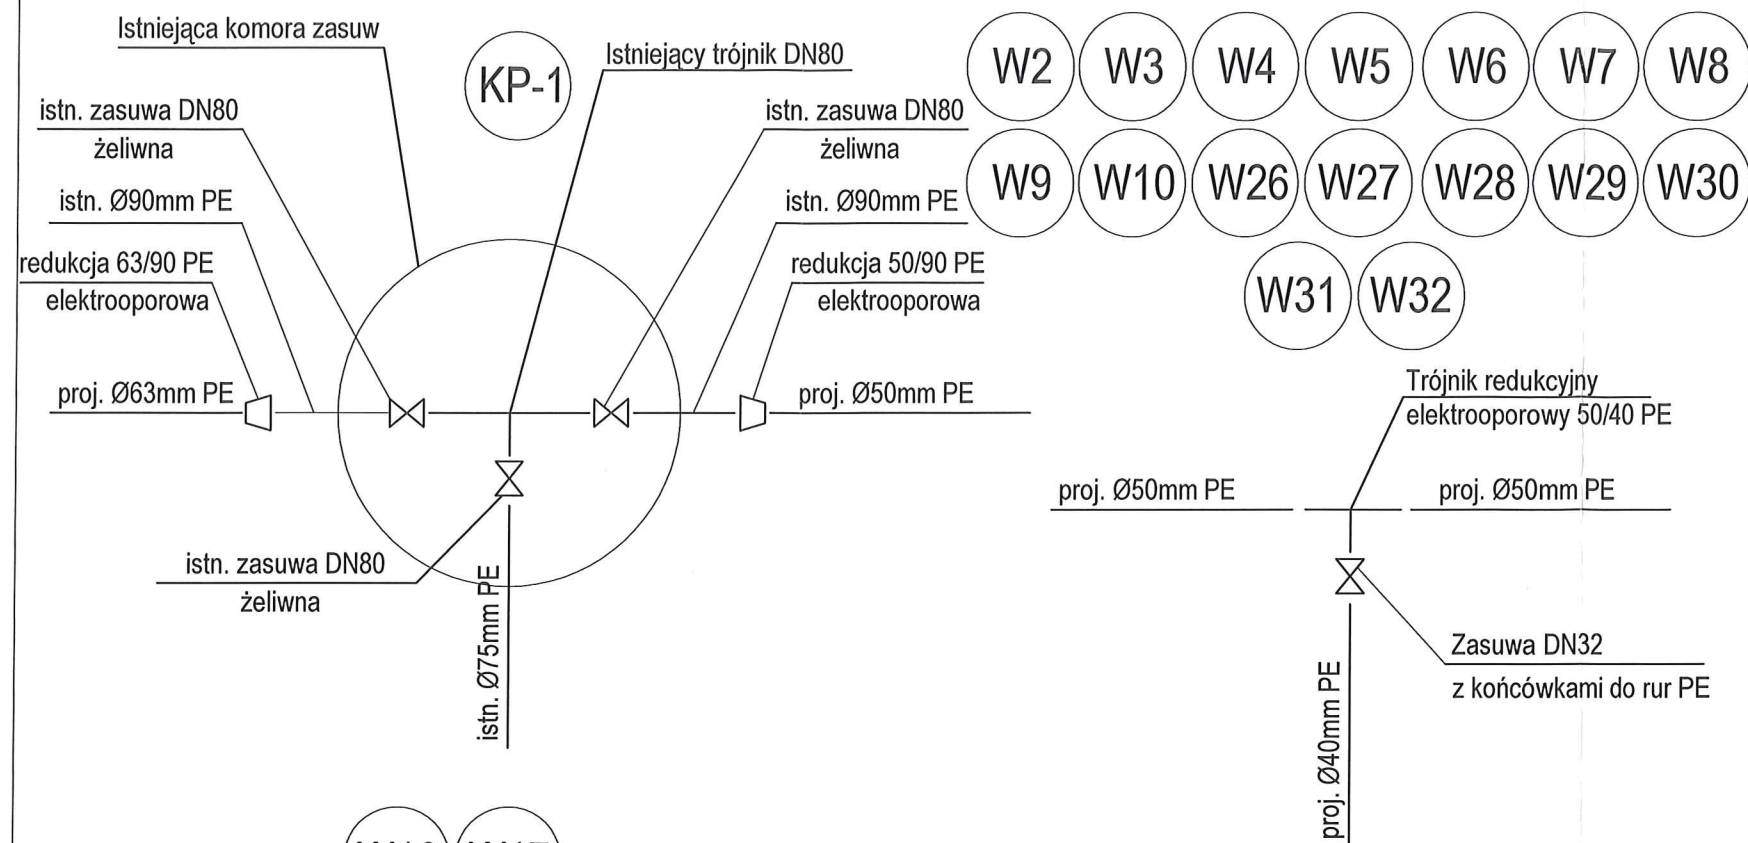 Istniejąca komora zasuw
KP-1
Istniejący trójnik DN80
istn. zasuwa DN80
żeliwna
istn. zasuwa DN80
żeliwna
istn. Ø90mm PE
istn. Ø90mm PE
redukcja 63/90 PE
elektrooporowa
redukcja 50/90 PE
elektrooporowa
proj. Ø63mm PE
proj. Ø50mm PE
istn. zasuwa DN80
żeliwna
istn. Ø75mm PE
W2 W3 W4 W5 W6 W7 W8
W9 W10 W26 W27 W28 W29 W30
W31 W32
Trójnik redukcyjny
elektrooporowy 50/40 PE
proj. Ø50mm PE
proj. Ø50mm PE
Zasuwa DN32
z końcówkami do rur PE
proj. Ø40mm PE